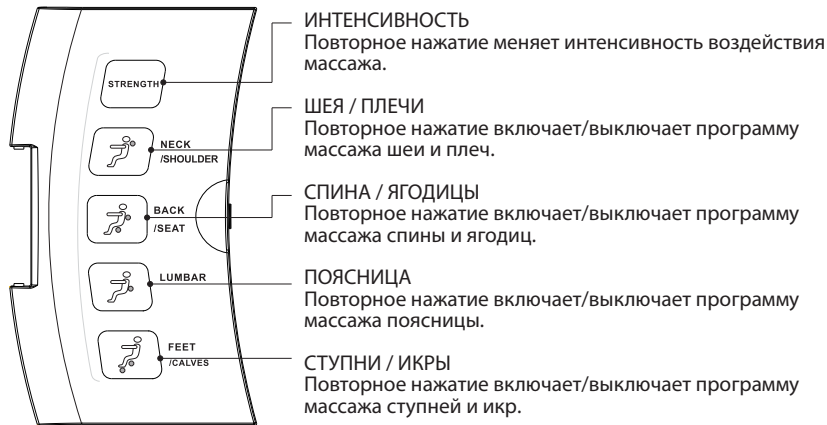 STRENGTH
NECK
/SHOULDER
BACK
/SEAT
LUMBAR
FEET
/CALVES
ИНТЕНСИВНОСТЬ
Повторное нажатие меняет интенсивность воздействия
массажа.
ШЕЯ / ПЛЕЧИ
Повторное нажатие включает/выключает программу
массажа шеи и плеч.
СПИНА / ЯГОДИЦЫ
Повторное нажатие включает/выключает программу
массажа спины и ягодиц.
ПОЯСНИЦА
Повторное нажатие включает/выключает программу
массажа поясницы.
СТУПНИ / ИКРЫ
Повторное нажатие включает/выключает программу
массажа ступней и икр.